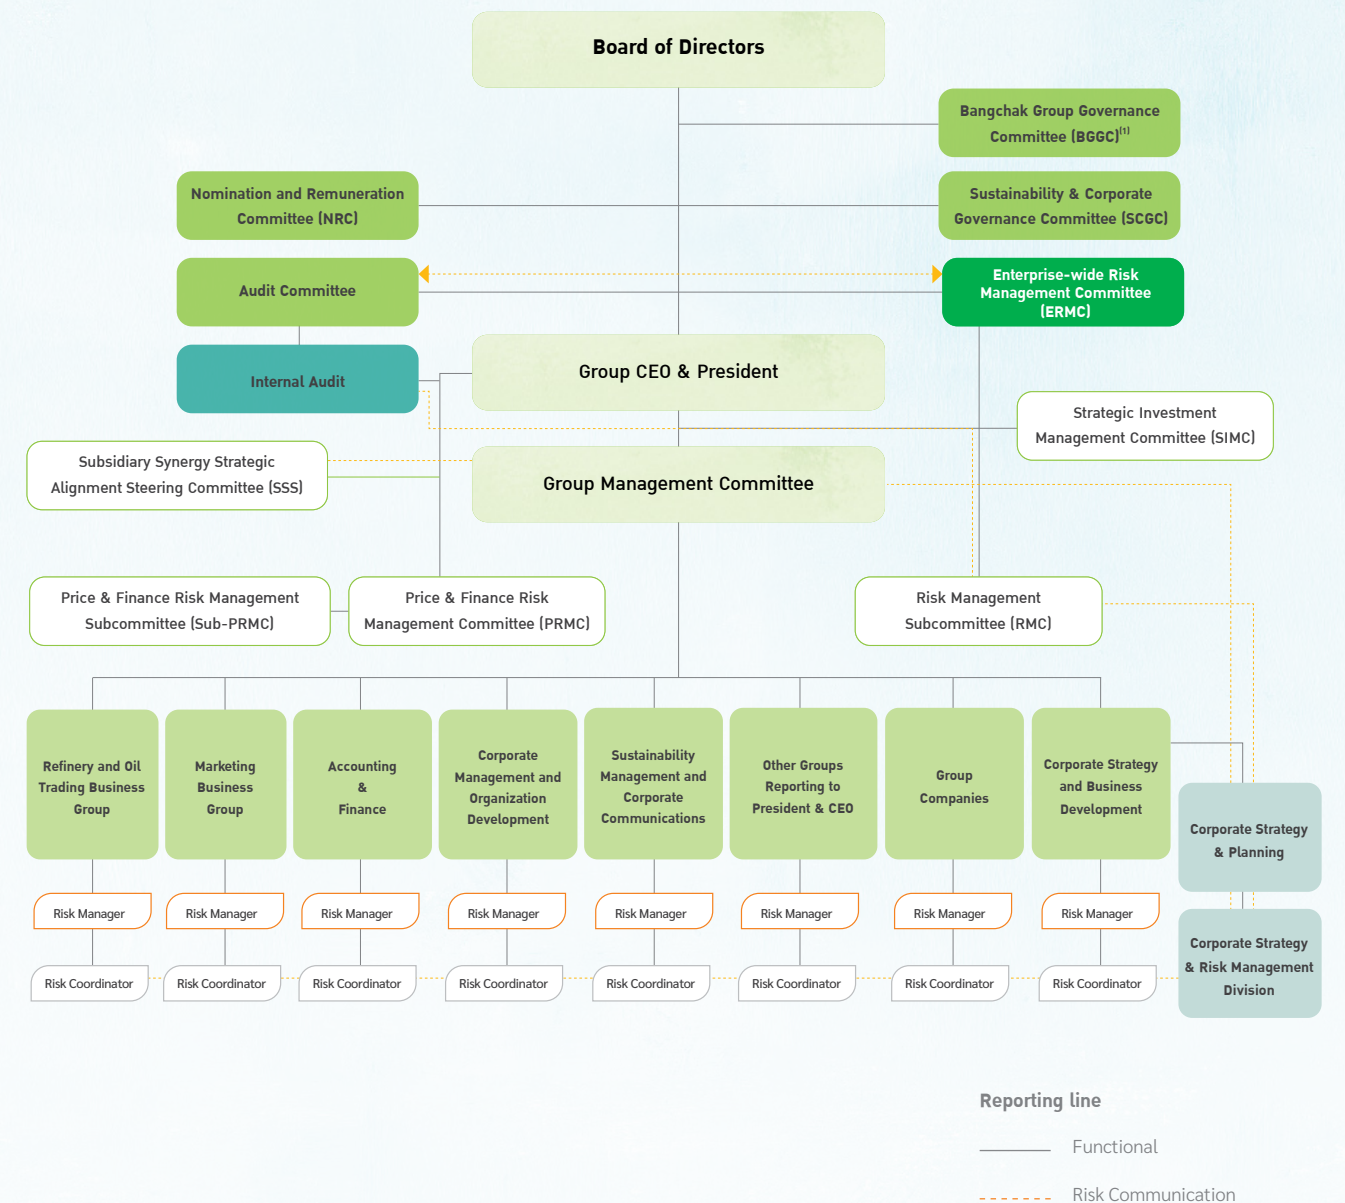 Board of Directors
Bangchak Group Governance
Committee (BGGC)(1)
Nomination and Remuneration
Committee (NRC)
Sustainability & Corporate
Governance Committee (SCGC)
Audit Committee
Enterprise-wide Risk
Management Committee
(ERMC)
Internal Audit
Group CEO & President
Strategic Investment
Management Committee (SIMC)
Subsidiary Synergy Strategic
Alignment Steering Committee (SSS)
Group Management Committee
Price & Finance Risk Management
Subcommittee (Sub-PRMC)
Price & Finance Risk
Management Committee (PRMC)
Risk Management
Subcommittee (RMC)
Refinery and Oil
Trading Business
Group
Marketing
Business
Group
Accounting
&
Finance
Corporate
Management and
Organization
Development
Sustainability
Management and
Corporate
Communications
Other Groups
Reporting to
President & CEO
Group
Companies
Corporate Strategy
and Business
Development
Corporate Strategy
& Planning
Risk Manager
Risk Manager
Risk Manager
Risk Manager
Risk Manager
Risk Manager
Risk Manager
Risk Manager
Risk Coordinator
Risk Coordinator
Risk Coordinator
Risk Coordinator
Risk Coordinator
Risk Coordinator
Risk Coordinator
Risk Coordinator
Corporate Strategy
& Risk Management
Division
Reporting line
Functional
Risk Communication